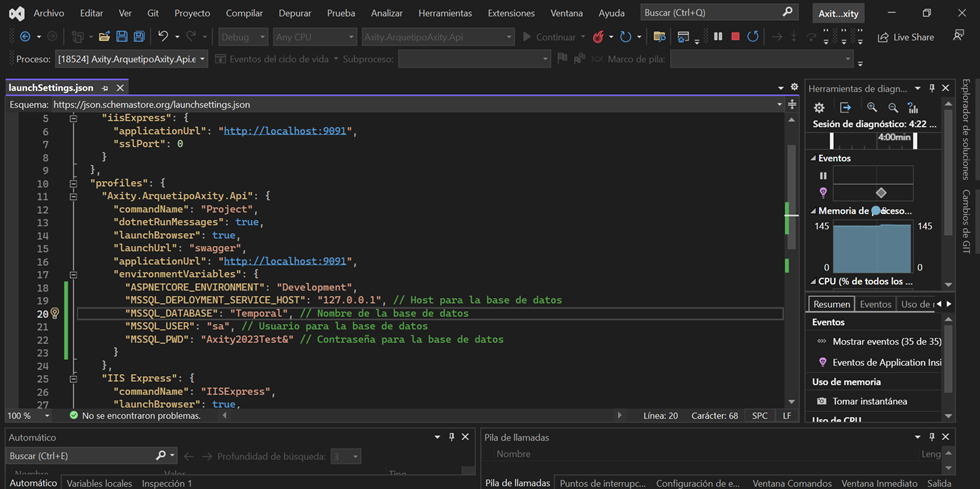 Archivo Editar Ver Git Proyecto Compilar Depurar Prueba Analizar Herramientas Extensiones Ventana Ayuda Buscar (Ctrl+Q) Axit...xity
Debug Any CPU Axity.ArquetipoAxity.Api Continuar Live Share
Proceso: [18524] Axity.ArquetipoAxity.Api.e Eventos del ciclo de vida Subproceso: Marco de pila:
launchSettings.json
Esquema: https://json.schemastore.org/launchsettings.json
5 "iisExpress": {
6 "applicationUrl": "http://localhost:9091",
7 "sslPort": 0
8 }
9 },
10 "profiles": {
11 "Axity.ArquetipoAxity.Api": {
12 "commandName": "Project",
13 "dotnetRunMessages": true,
14 "launchBrowser": true,
15 "launchUrl": "swagger",
16 "applicationUrl": "http://localhost:9091",
17 "environmentVariables": {
18 "ASPNETCORE_ENVIRONMENT": "Development",
19 "MSSQL_DEPLOYMENT_SERVICE_HOST": "127.0.0.1", // Host para la base de datos
20 "MSSQL_DATABASE": "Temporal", // Nombre de la base de datos
21 "MSSQL_USER": "sa", // Usuario para la base de datos
22 "MSSQL_PWD": "Axity2023Test&" // Contraseña para la base de datos
23 }
24 },
25 "IIS Express": {
26 "commandName": "IISExpress",
27 "launchBrowser": true,
100 % No se encontraron problemas. Línea: 20 Carácter: 68 SPC LF
Herramientas de diagn...
Sesión de diagnóstico: 4:22 ...
4:00min
Eventos
Memoria de proceso...
145 145
0 0
CPU (% de todos los ...
Resumen Eventos Uso de
Eventos
Mostrar eventos (35 de 35)
Eventos de Application Insi
Uso de memoria
Tomar instantánea
Uso de CPU
Explorador de soluciones
Cambios de GIT
Automático
Buscar (Ctrl+E) Profundidad de búsqueda: 3
Nombre Valor Tipo
Automático Variables locales Inspección 1
Pila de llamadas
Nombre Leng
Pila de llamadas Puntos de interrupc... Configuración de e... Ventana Comandos Ventana Inmediato Salida